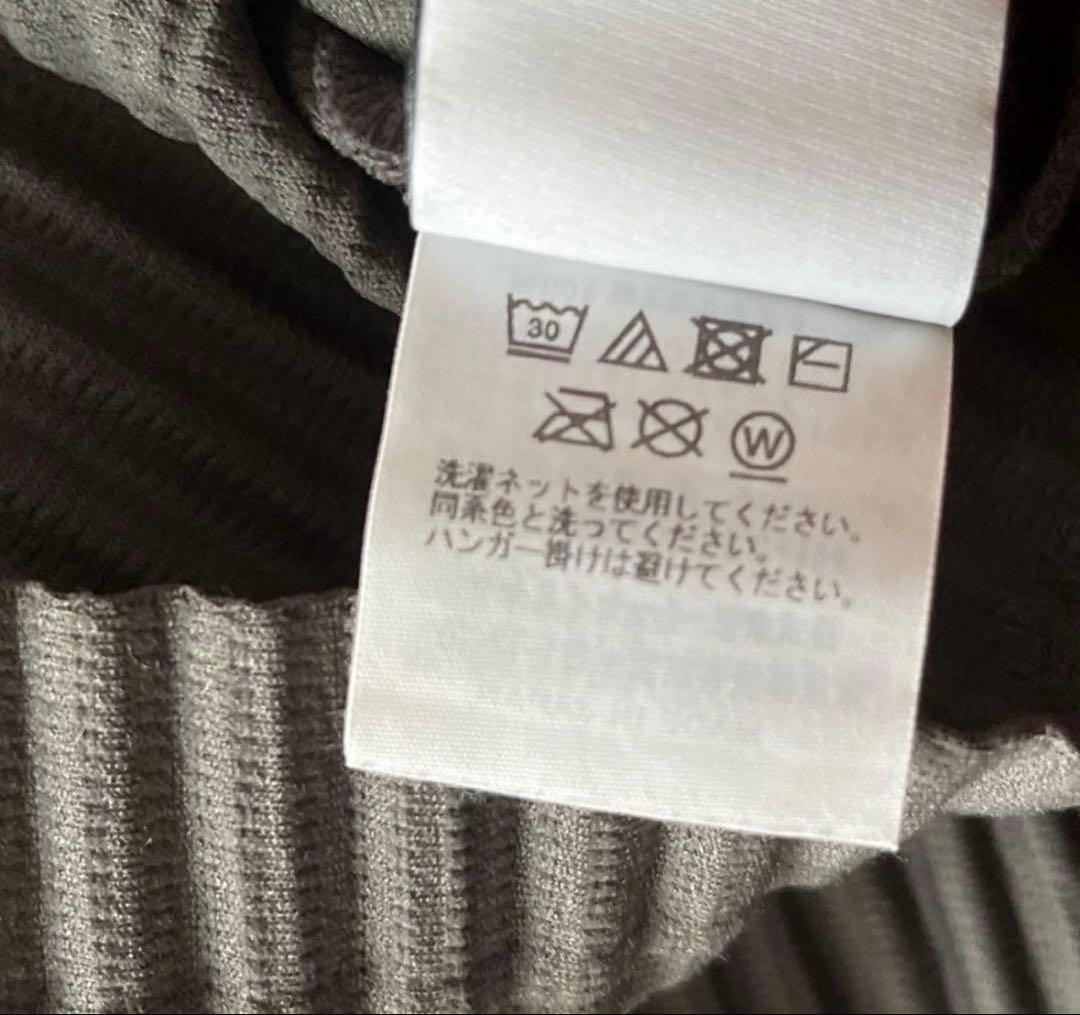 30
W
洗濯ネットを使用してください。
同系色と洗ってください。
ハンガー掛けは避けてください。